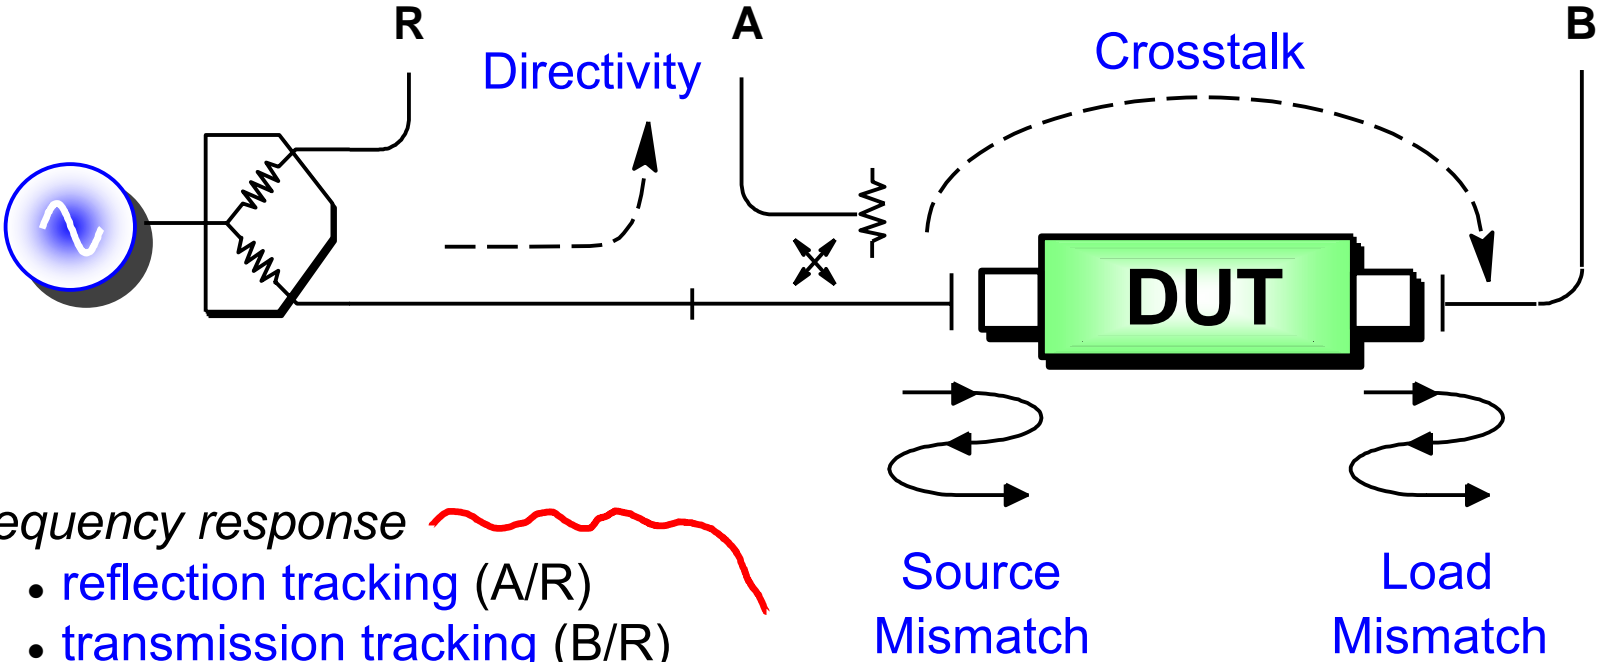 R
A
B
Directivity
Crosstalk
DUT
equency response
• reflection tracking (A/R)
• transmission tracking (B/R)
Source
Mismatch
Load
Mismatch